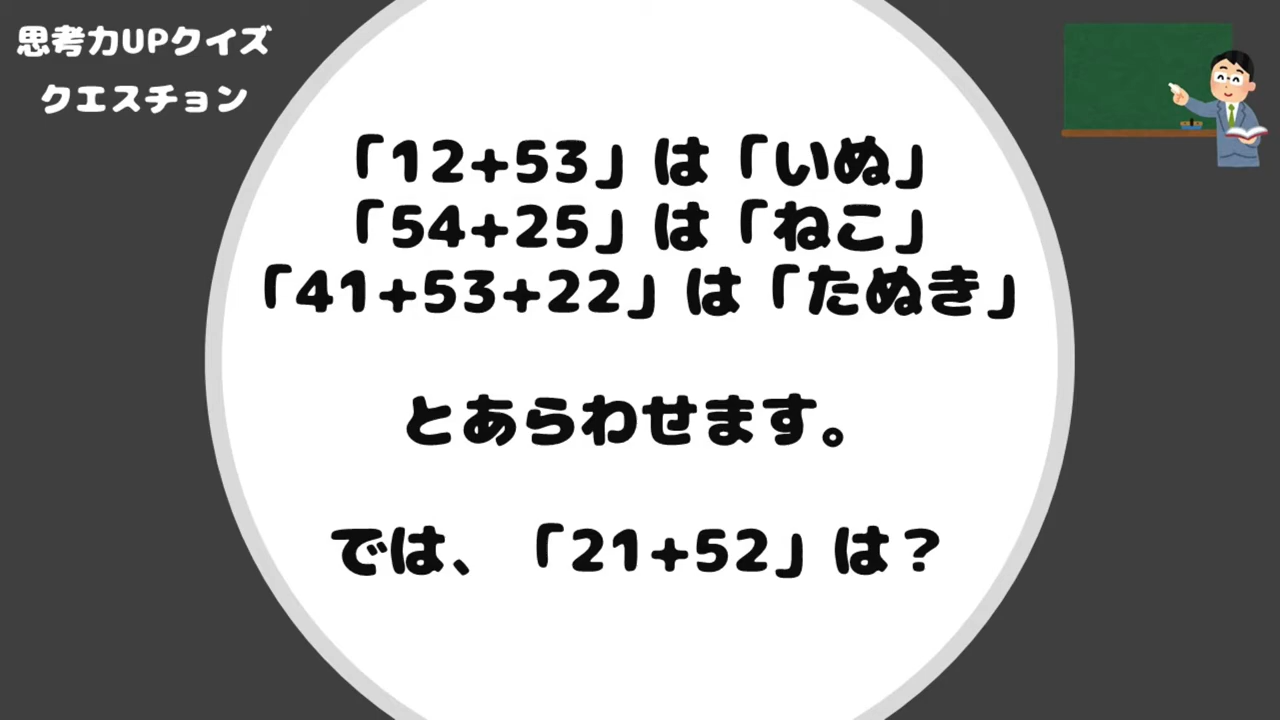 思考力UPクイズ
クエスチョン
「12+53」は「いぬ」
「54+25」は「ねこ」
「41+53+22」は「たぬき」
とあらわせます。
では、「21+52」は？